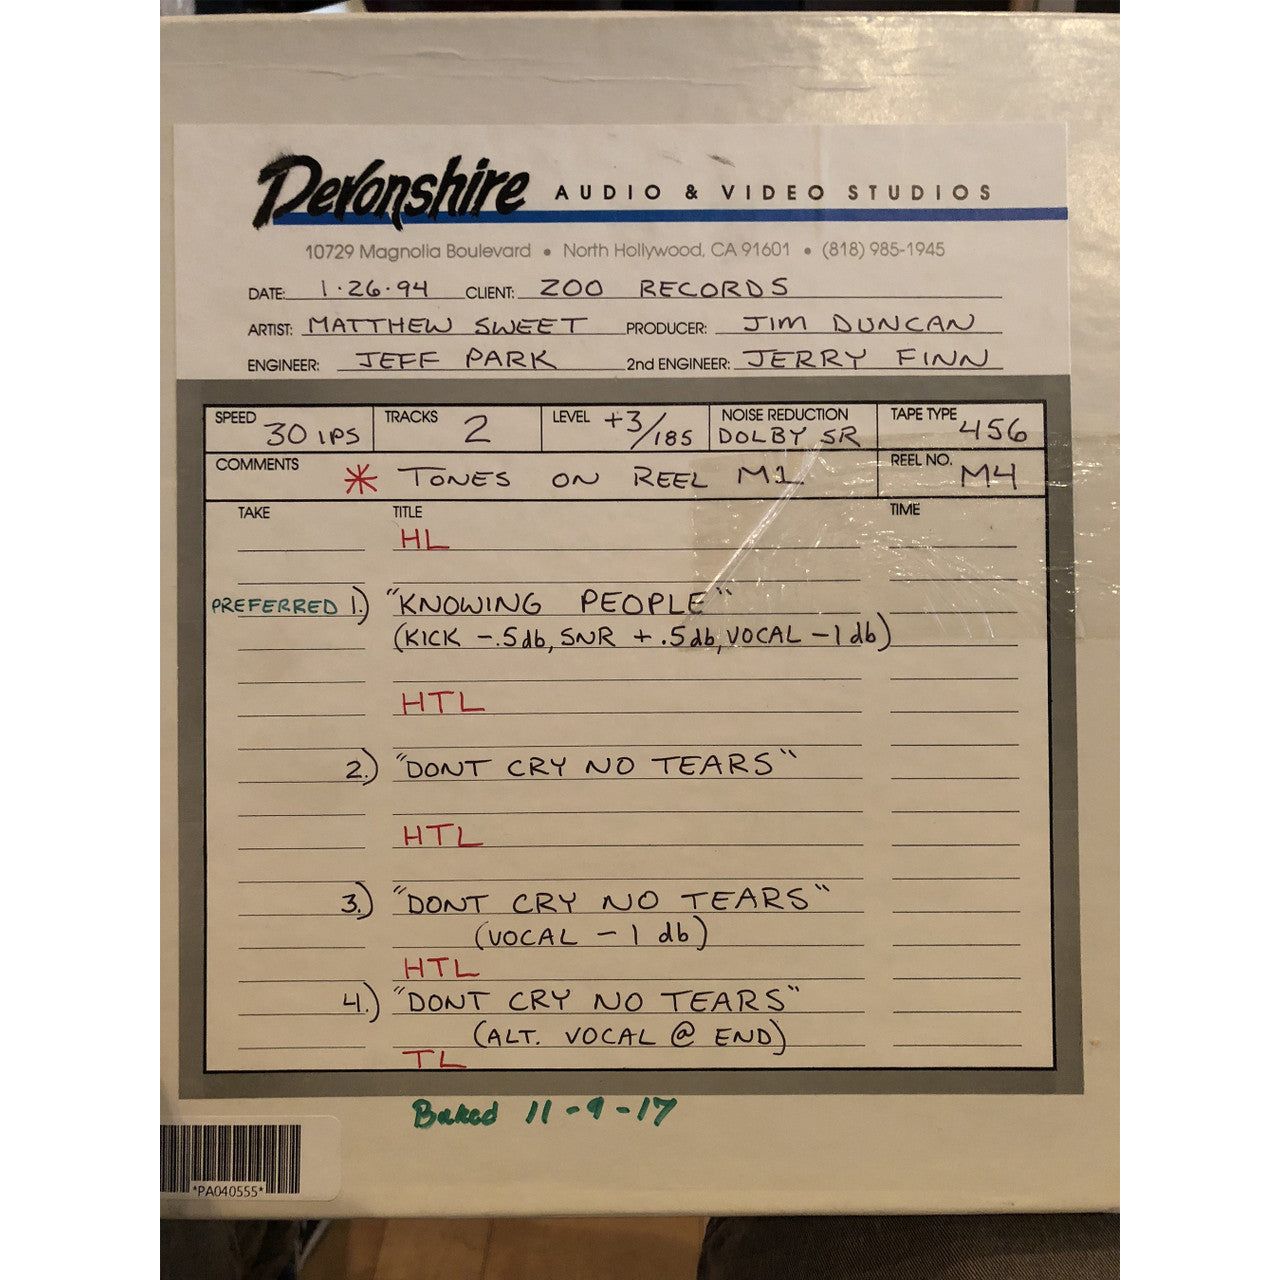 Devonshire AUDIO & VIDEO STUDIOS
10729 Magnolia Boulevard • North Hollywood, CA 91601 • (818) 985-1945
DATE: 1·26·94 CLIENT: ZOO RECORDS
ARTIST: MATTHEW SWEET PRODUCER: JIM DUNCAN
ENGINEER: JEFF PARK 2nd ENGINEER: JERRY FINN
SPEED 30 IPS TRACKS 2 LEVEL +3/185 NOISE REDUCTION DOLBY SR TAPE TYPE 456
COMMENTS * TONES ON REEL M1 REEL NO. M4
TAKE TITLE TIME
HL
PREFERRED 1.) "KNOWING PEOPLE"
(KICK -.5db, SNR +.5db, VOCAL -1db)
HTL
2.) "DONT CRY NO TEARS"
HTL
3.) "DONT CRY NO TEARS"
(VOCAL - 1 db)
HTL
4.) "DONT CRY NO TEARS"
(ALT. VOCAL @ END)
TL
Baked 11-9-17
*PA040555*